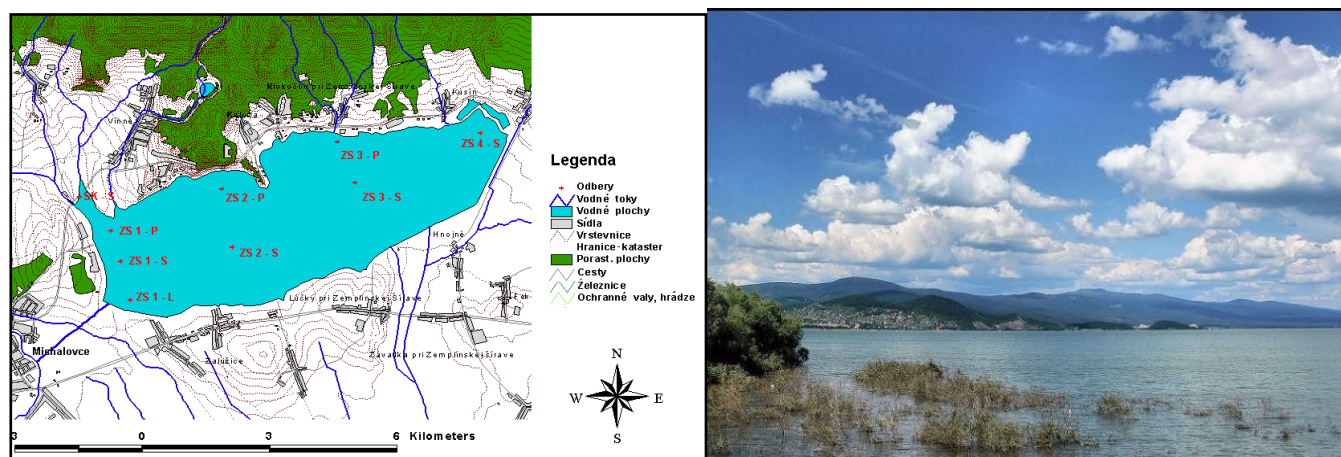 Klokočov pri Zemplínskej Šírave
Kusín
Vinné
Kaluža
ZS 4 - S
ZS 3 - P
ZS 3 - S
ZS 2 - P
ŠK - S
ZS 1 - P
ZS 2 - S
ZS 1 - S
ZS 1 - L
Hnojné
Lúčky pri Zemplínskej Šírave
Michalovce
Zalužice
Závadka pri Zemplínskej Šírave
Legenda
Odbery
Vodné toky
Vodné plochy
Sídla
Vrstevnice
Hranice-kataster
Porast. plochy
Cesty
Železnice
Ochranné valy, hrádze
N
W E
S
3 0 3 6 Kilometers